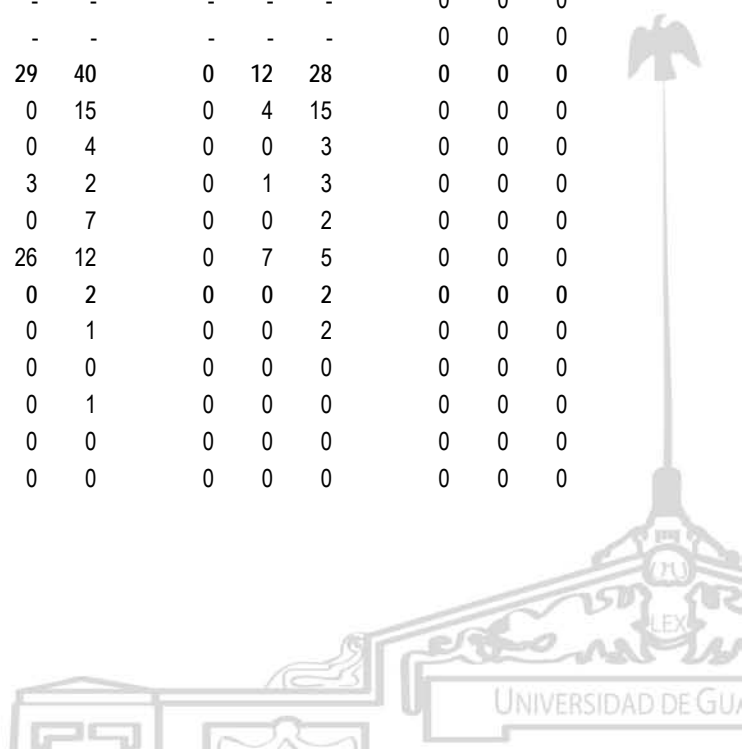 - - - - - 0 0 0
- - - - - 0 0 0
29 40 0 12 28 0 0 0
0 15 0 4 15 0 0 0
0 4 0 0 3 0 0 0
3 2 0 1 3 0 0 0
0 7 0 0 2 0 0 0
26 12 0 7 5 0 0 0
0 2 0 0 2 0 0 0
0 1 0 0 2 0 0 0
0 0 0 0 0 0 0 0
0 1 0 0 0 0 0 0
0 0 0 0 0 0 0 0
0 0 0 0 0 0 0 0
LEX
UNIVERSIDAD DE GUA